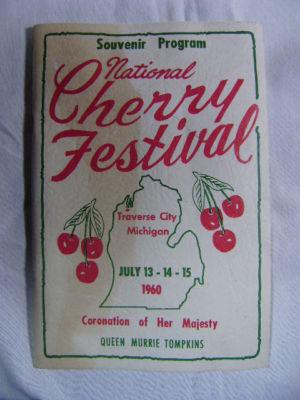 Souvenir Program
National
Cherry
Festival
Traverse City
Michigan
JULY 13 - 14 - 15
1960
Coronation of Her Majesty
QUEEN MURRIE TOMPKINS